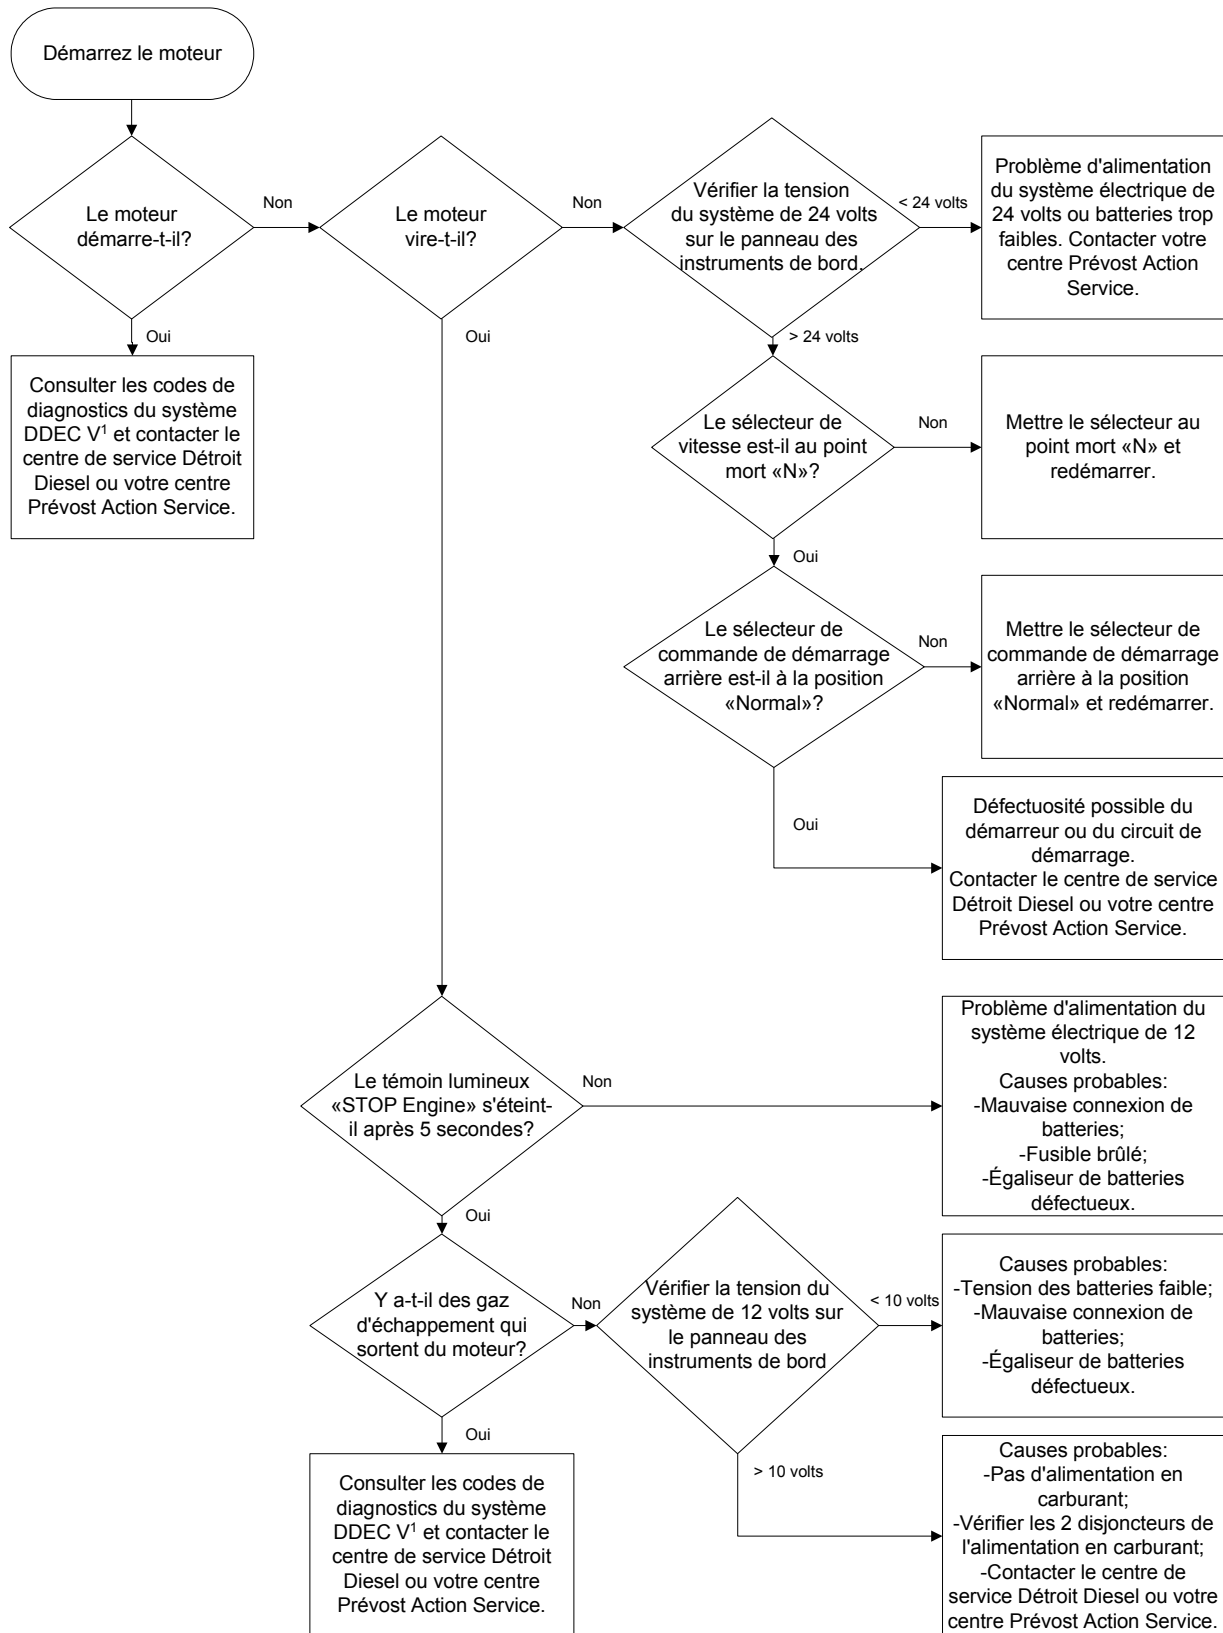 Démarrez le moteur
Le moteur
démarre-t-il?
Non
Le moteur
vire-t-il?
Non
Vérifier la tension
du système de 24 volts
sur le panneau des
instruments de bord.
< 24 volts
Problème d'alimentation
du système électrique de
24 volts ou batteries trop
faibles. Contacter votre
centre Prévost Action
Service.
Oui
Oui
> 24 volts
Consulter les codes de
diagnostics du système
DDEC V¹ et contacter le
centre de service Détroit
Diesel ou votre centre
Prévost Action Service.
Le sélecteur de
vitesse est-il au point
mort «N»?
Non
Mettre le sélecteur au
point mort «N» et
redémarrer.
Oui
Le sélecteur de
commande de démarrage
arrière est-il à la position
«Normal»?
Non
Mettre le sélecteur de
commande de démarrage
arrière à la position
«Normal» et redémarrer.
Oui
Défectuosité possible du
démarreur ou du circuit de
démarrage.
Contacter le centre de service
Détroit Diesel ou votre centre
Prévost Action Service.
Le témoin lumineux
«STOP Engine» s'éteint-
il après 5 secondes?
Non
Problème d'alimentation du
système électrique de 12
volts.
Causes probables:
-Mauvaise connexion de
batteries;
-Fusible brûlé;
-Égaliseur de batteries
défectueux.
Oui
Y a-t-il des gaz
d'échappement qui
sortent du moteur?
Non
Vérifier la tension du
système de 12 volts sur
le panneau des
instruments de bord
< 10 volts
Causes probables:
-Tension des batteries faible;
-Mauvaise connexion de
batteries;
-Égaliseur de batteries
défectueux.
Oui
> 10 volts
Consulter les codes de
diagnostics du système
DDEC V¹ et contacter le
centre de service Détroit
Diesel ou votre centre
Prévost Action Service.
Causes probables:
-Pas d'alimentation en
carburant;
-Vérifier les 2 disjoncteurs de
l'alimentation en carburant;
-Contacter le centre de
service Détroit Diesel ou votre
centre Prévost Action Service.